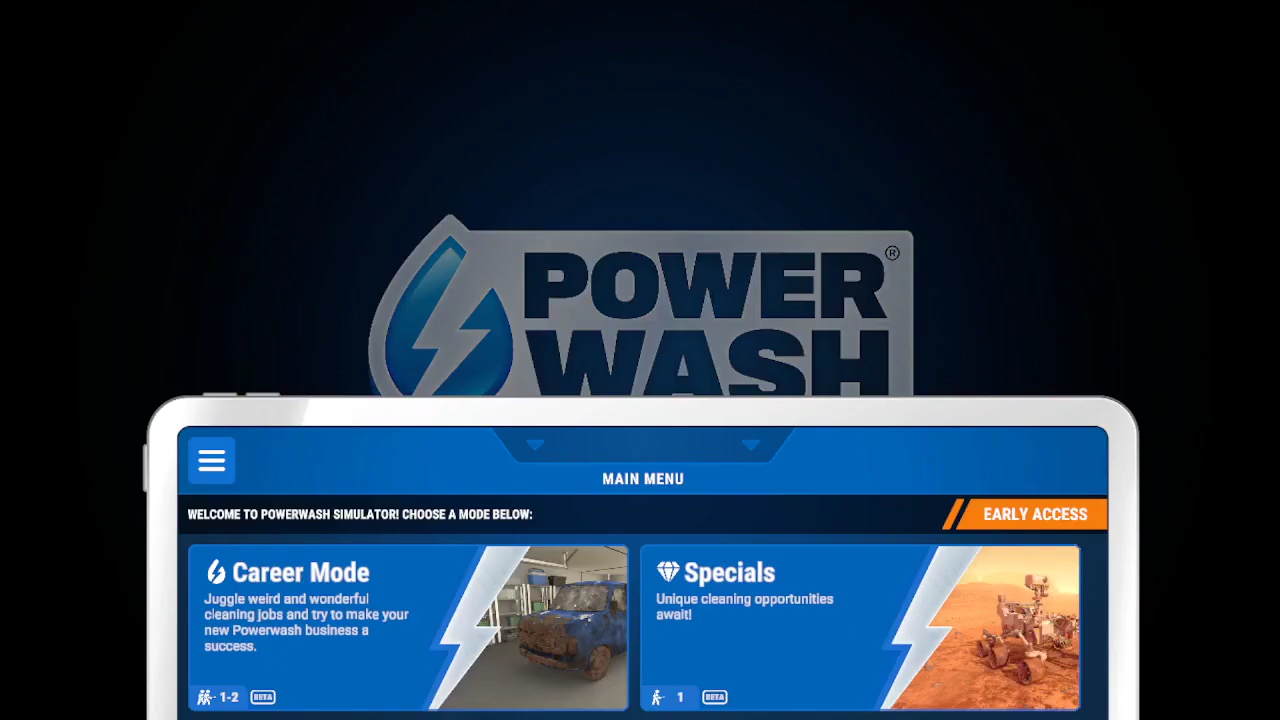 POWER®
WASH
MAIN MENU
WELCOME TO POWERWASH SIMULATOR! CHOOSE A MODE BELOW:
EARLY ACCESS
Career Mode
Juggle weird and wonderful
cleaning jobs and try to make your
new Powerwash business a
success.
1-2 BETA
Specials
Unique cleaning opportunities
await!
1 BETA